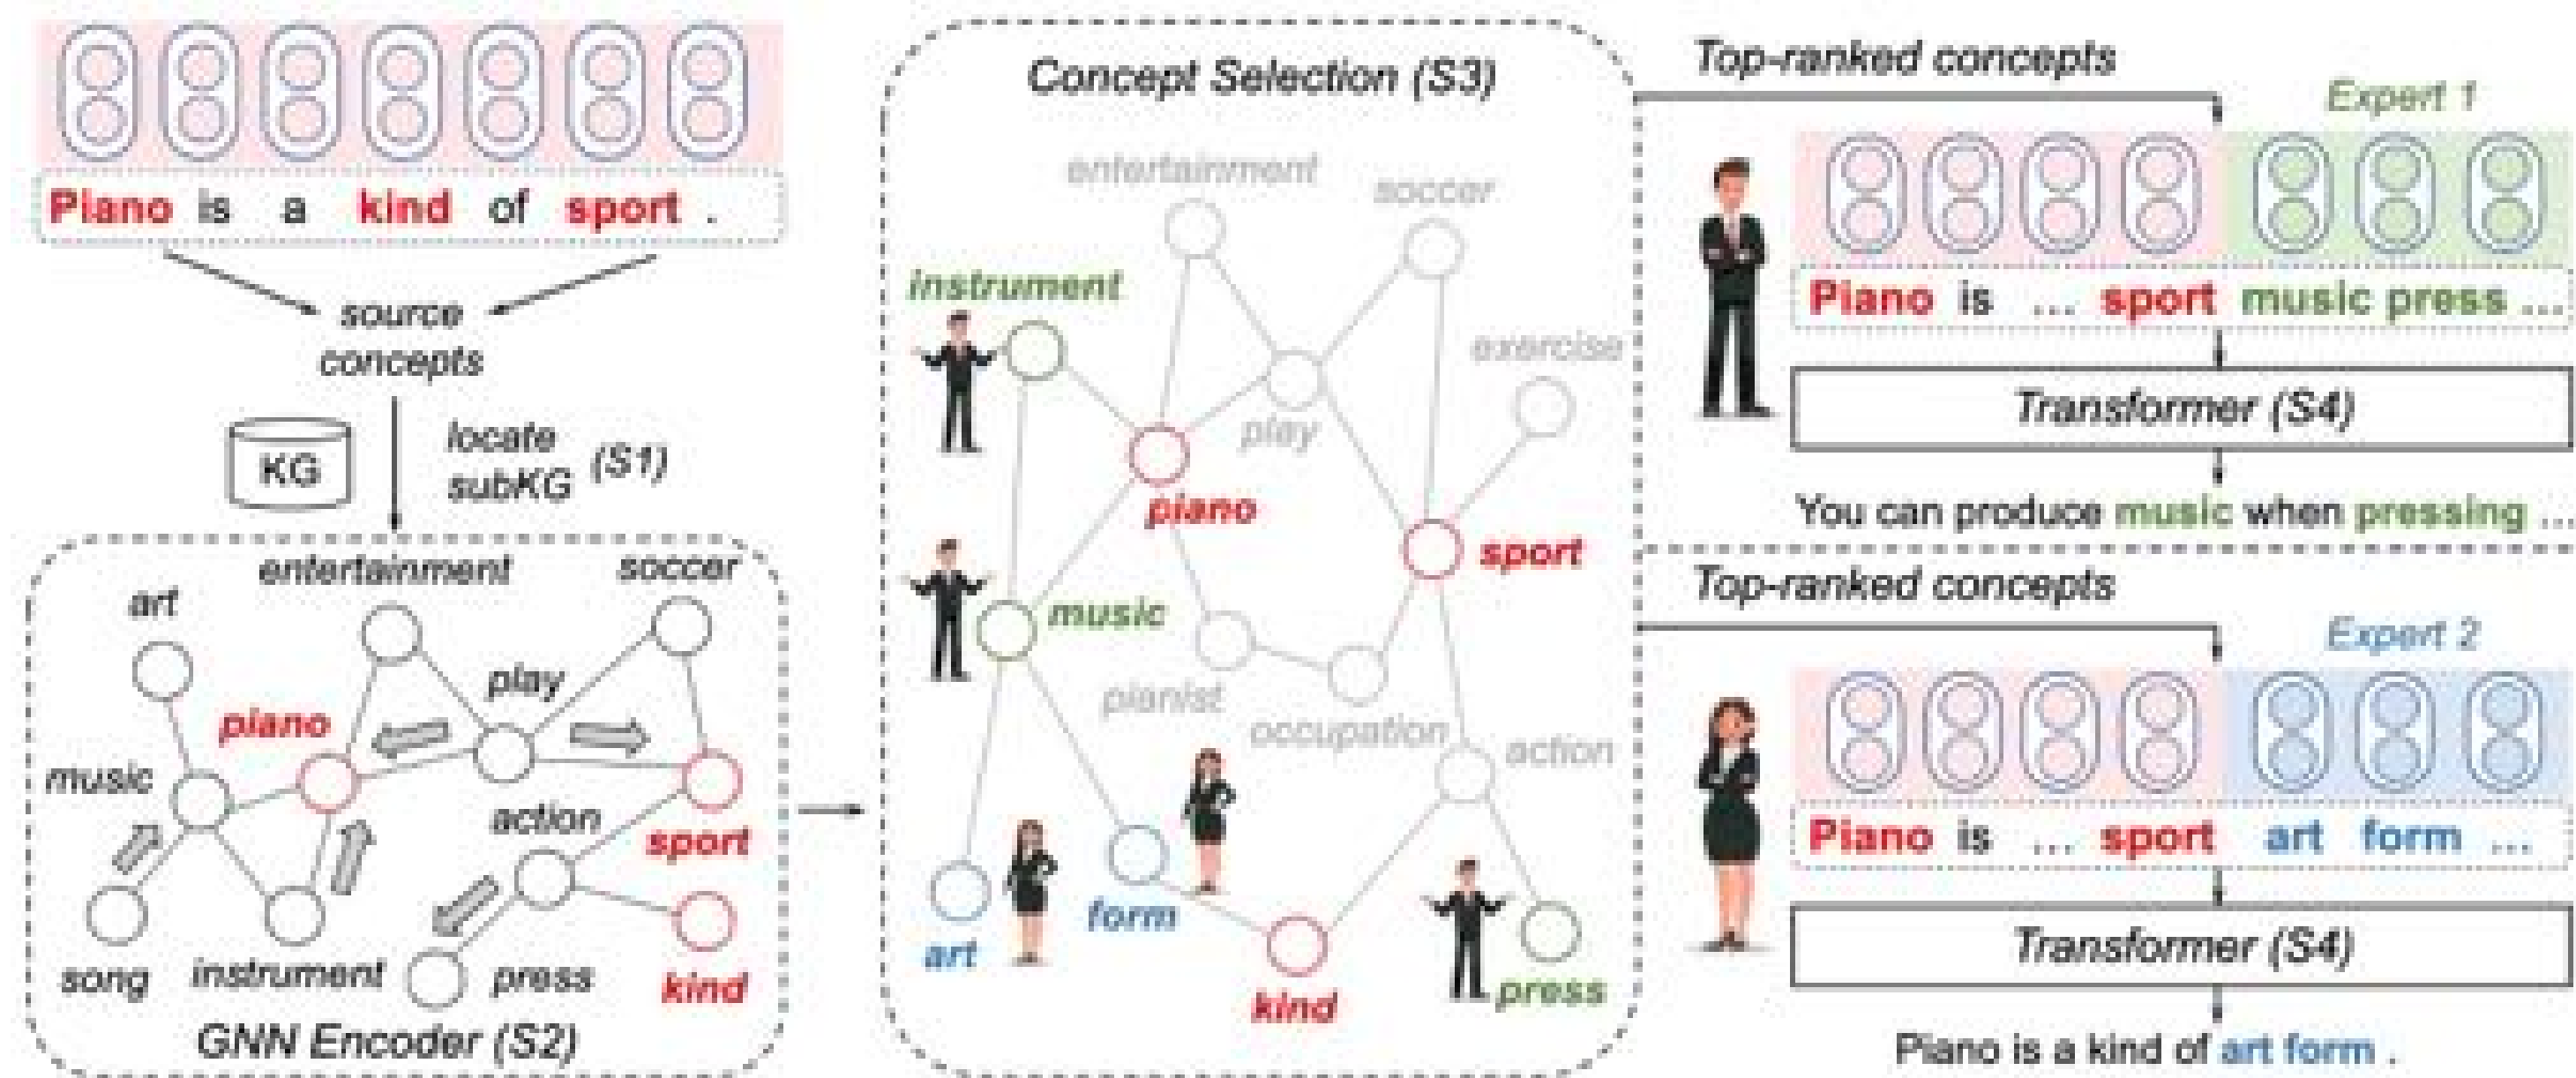 Piano is a kind of sport .
source
concepts
KG
locate
subKG
(S1)
entertainment
soccer
art
play
piano
music
action
sport
song
instrument
press
kind
GNN Encoder (S2)
Concept Selection (S3)
entertainment
soccer
instrument
exercise
play
piano
sport
music
pianist
occupation
action
form
art
kind
press
Top-ranked concepts
Expert 1
Piano is ... sport music press ...
Transformer (S4)
You can produce music when pressing ...
Top-ranked concepts
Expert 2
Piano is ... sport art form ...
Transformer (S4)
Piano is a kind of art form .